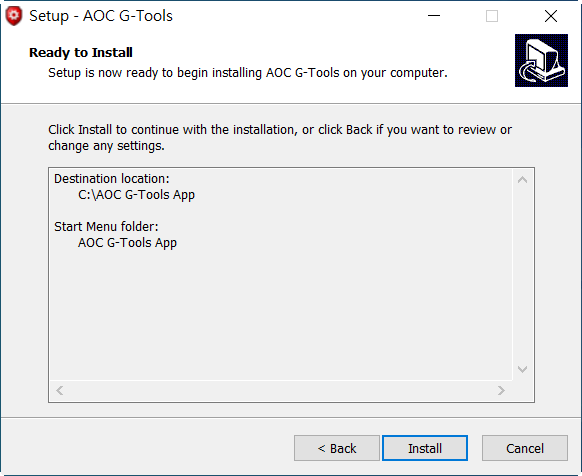 Setup - AOC G-Tools
Ready to Install
Setup is now ready to begin installing AOC G-Tools on your computer.
Click Install to continue with the installation, or click Back if you want to review or
change any settings.
Destination location:
C:\AOC G-Tools App
Start Menu folder:
AOC G-Tools App
< Back
Install
Cancel